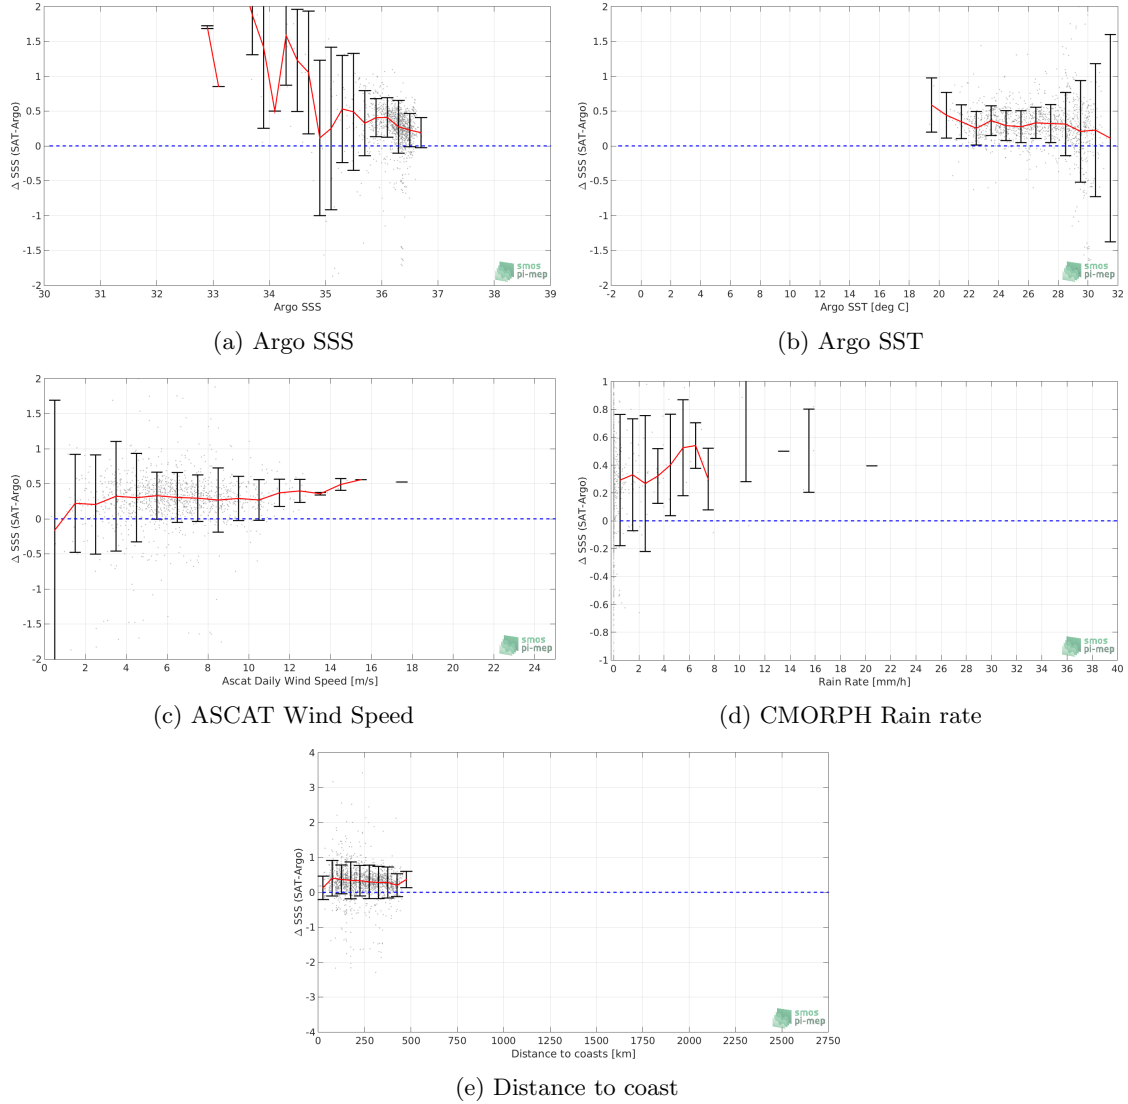 2
1.5
1
0.5
0
-0.5
-1
-1.5
-2
Δ SSS (SAT-Argo)
30 31 32 33 34 35 36 37 38 39
Argo SSS
smos
pi-mep
(a) Argo SSS
2
1.5
1
0.5
0
-0.5
-1
-1.5
-2
Δ SSS (SAT-Argo)
-2 0 2 4 6 8 10 12 14 16 18 20 22 24 26 28 30 32
Argo SST [deg C]
smos
pi-mep
(b) Argo SST
2
1.5
1
0.5
0
-0.5
-1
-1.5
-2
Δ SSS (SAT-Argo)
0 2 4 6 8 10 12 14 16 18 20 22 24
Ascat Daily Wind Speed [m/s]
smos
pi-mep
(c) ASCAT Wind Speed
1
0.8
0.6
0.4
0.2
0
-0.2
-0.4
-0.6
-0.8
-1
Δ SSS (SAT-Argo)
0 2 4 6 8 10 12 14 16 18 20 22 24 26 28 30 32 34 36 38 40
Rain Rate [mm/h]
smos
pi-mep
(d) CMORPH Rain rate
4
3
2
1
0
-1
-2
-3
-4
Δ SSS (SAT-Argo)
0 250 500 750 1000 1250 1500 1750 2000 2250 2500 2750
Distance to coasts [km]
smos
pi-mep
(e) Distance to coast